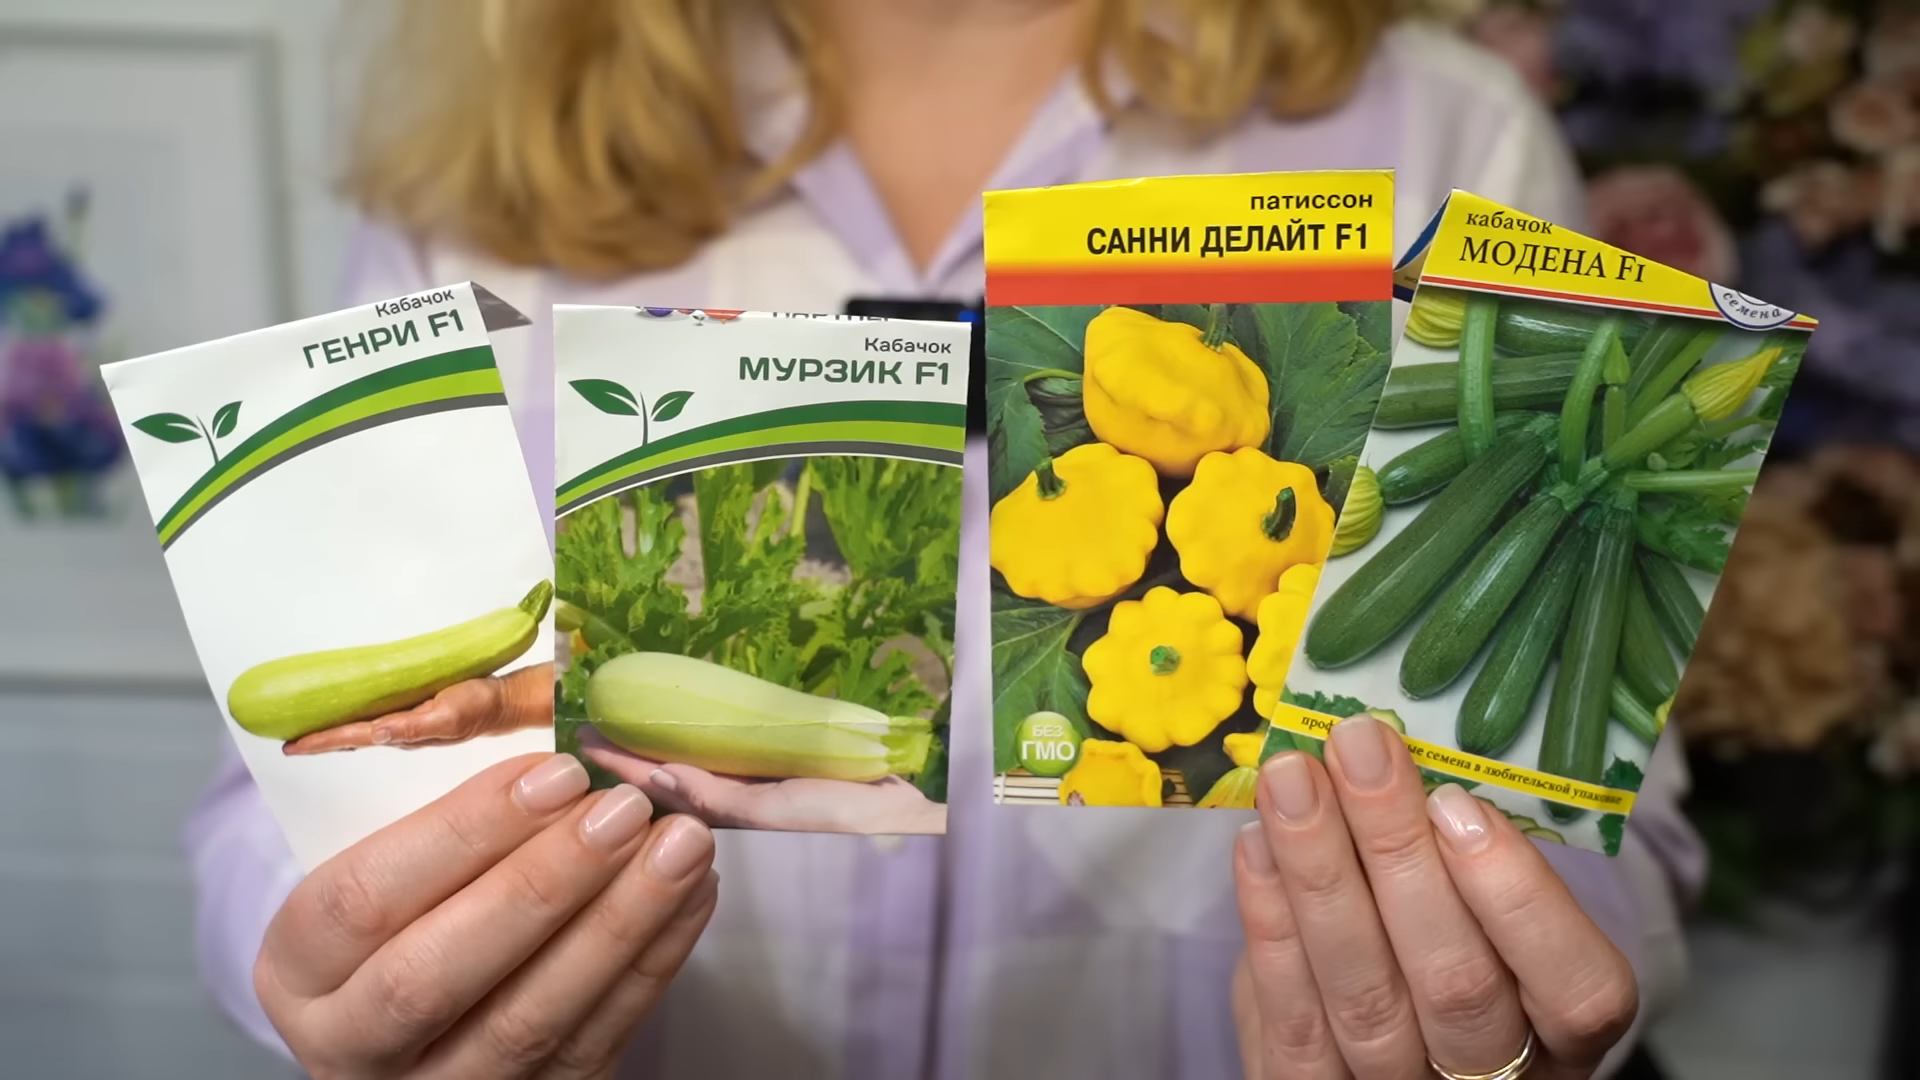 Кабачок
ГЕНРИ F1
Кабачок
МУРЗИК F1
патиссон
САННИ ДЕЛАЙТ F1
БЕЗ
ГМО
кабачок
МОДЕНА F1
семена
семена в любительской упаковке